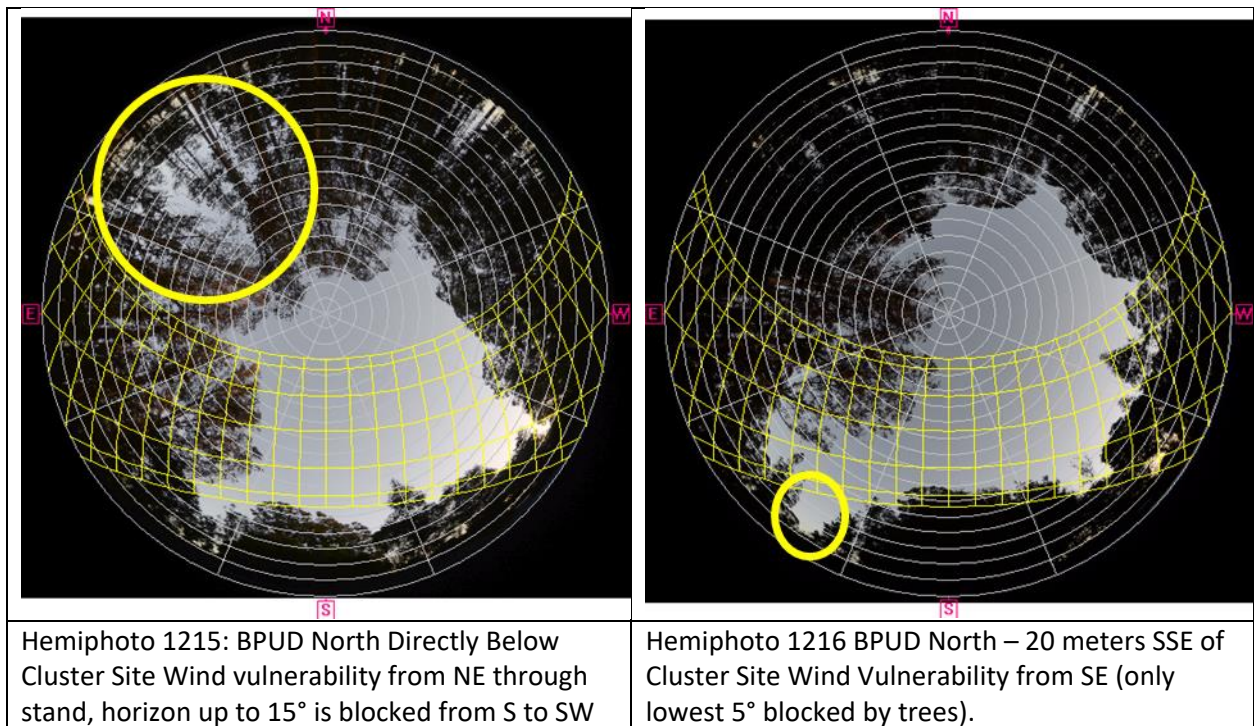 N
E
W
S
N
E
W
S
Hemiphoto 1215: BPUD North Directly Below
Cluster Site Wind vulnerability from NE through
stand, horizon up to 15° is blocked from S to SW
Hemiphoto 1216 BPUD North – 20 meters SSE of
Cluster Site Wind Vulnerability from SE (only
lowest 5° blocked by trees).